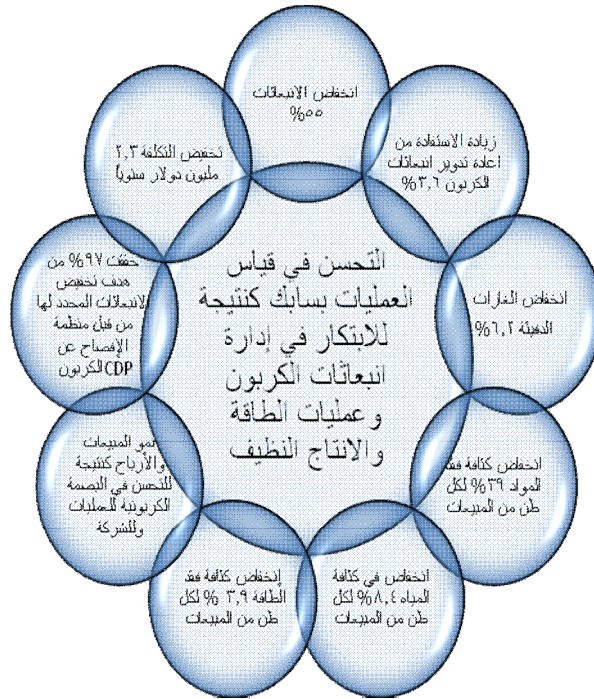 انخفاض الانبعاثات
٥٥%
زيادة الاستفادة من
اعادة تدوير انبعاثات
الكربون ٣,٦%
انخفاض الغازات
الدفيئة ٦,٢%
انخفاض كثافة فقد
المواد ٣٩% لكل
طن من المبيعات
انخفاض في كثافة
المياه ٨,٤% لكل
طن من المبيعات
إنخفاض كثافة فقد
الطاقة ٣,٩ % لكل
طن من المبيعات
نمو المبيعات
والأرباح كنتيجة
للتحسن في البصمة
الكربونية للعمليات
وللشركة
حققت ٩٧% من
هدف تخفيض
الانبعاثات المحدد لها
من قبل منظمة
الإفصاح عن
الكربون CDP
تخفيض التكلفة ٢,٣
مليون دولار سنوياً
التحسن في قياس
العمليات بسابك كنتيجة
للابتكار في إدارة
انبعاثات الكربون
وعمليات الطاقة
والانتاج النظيف